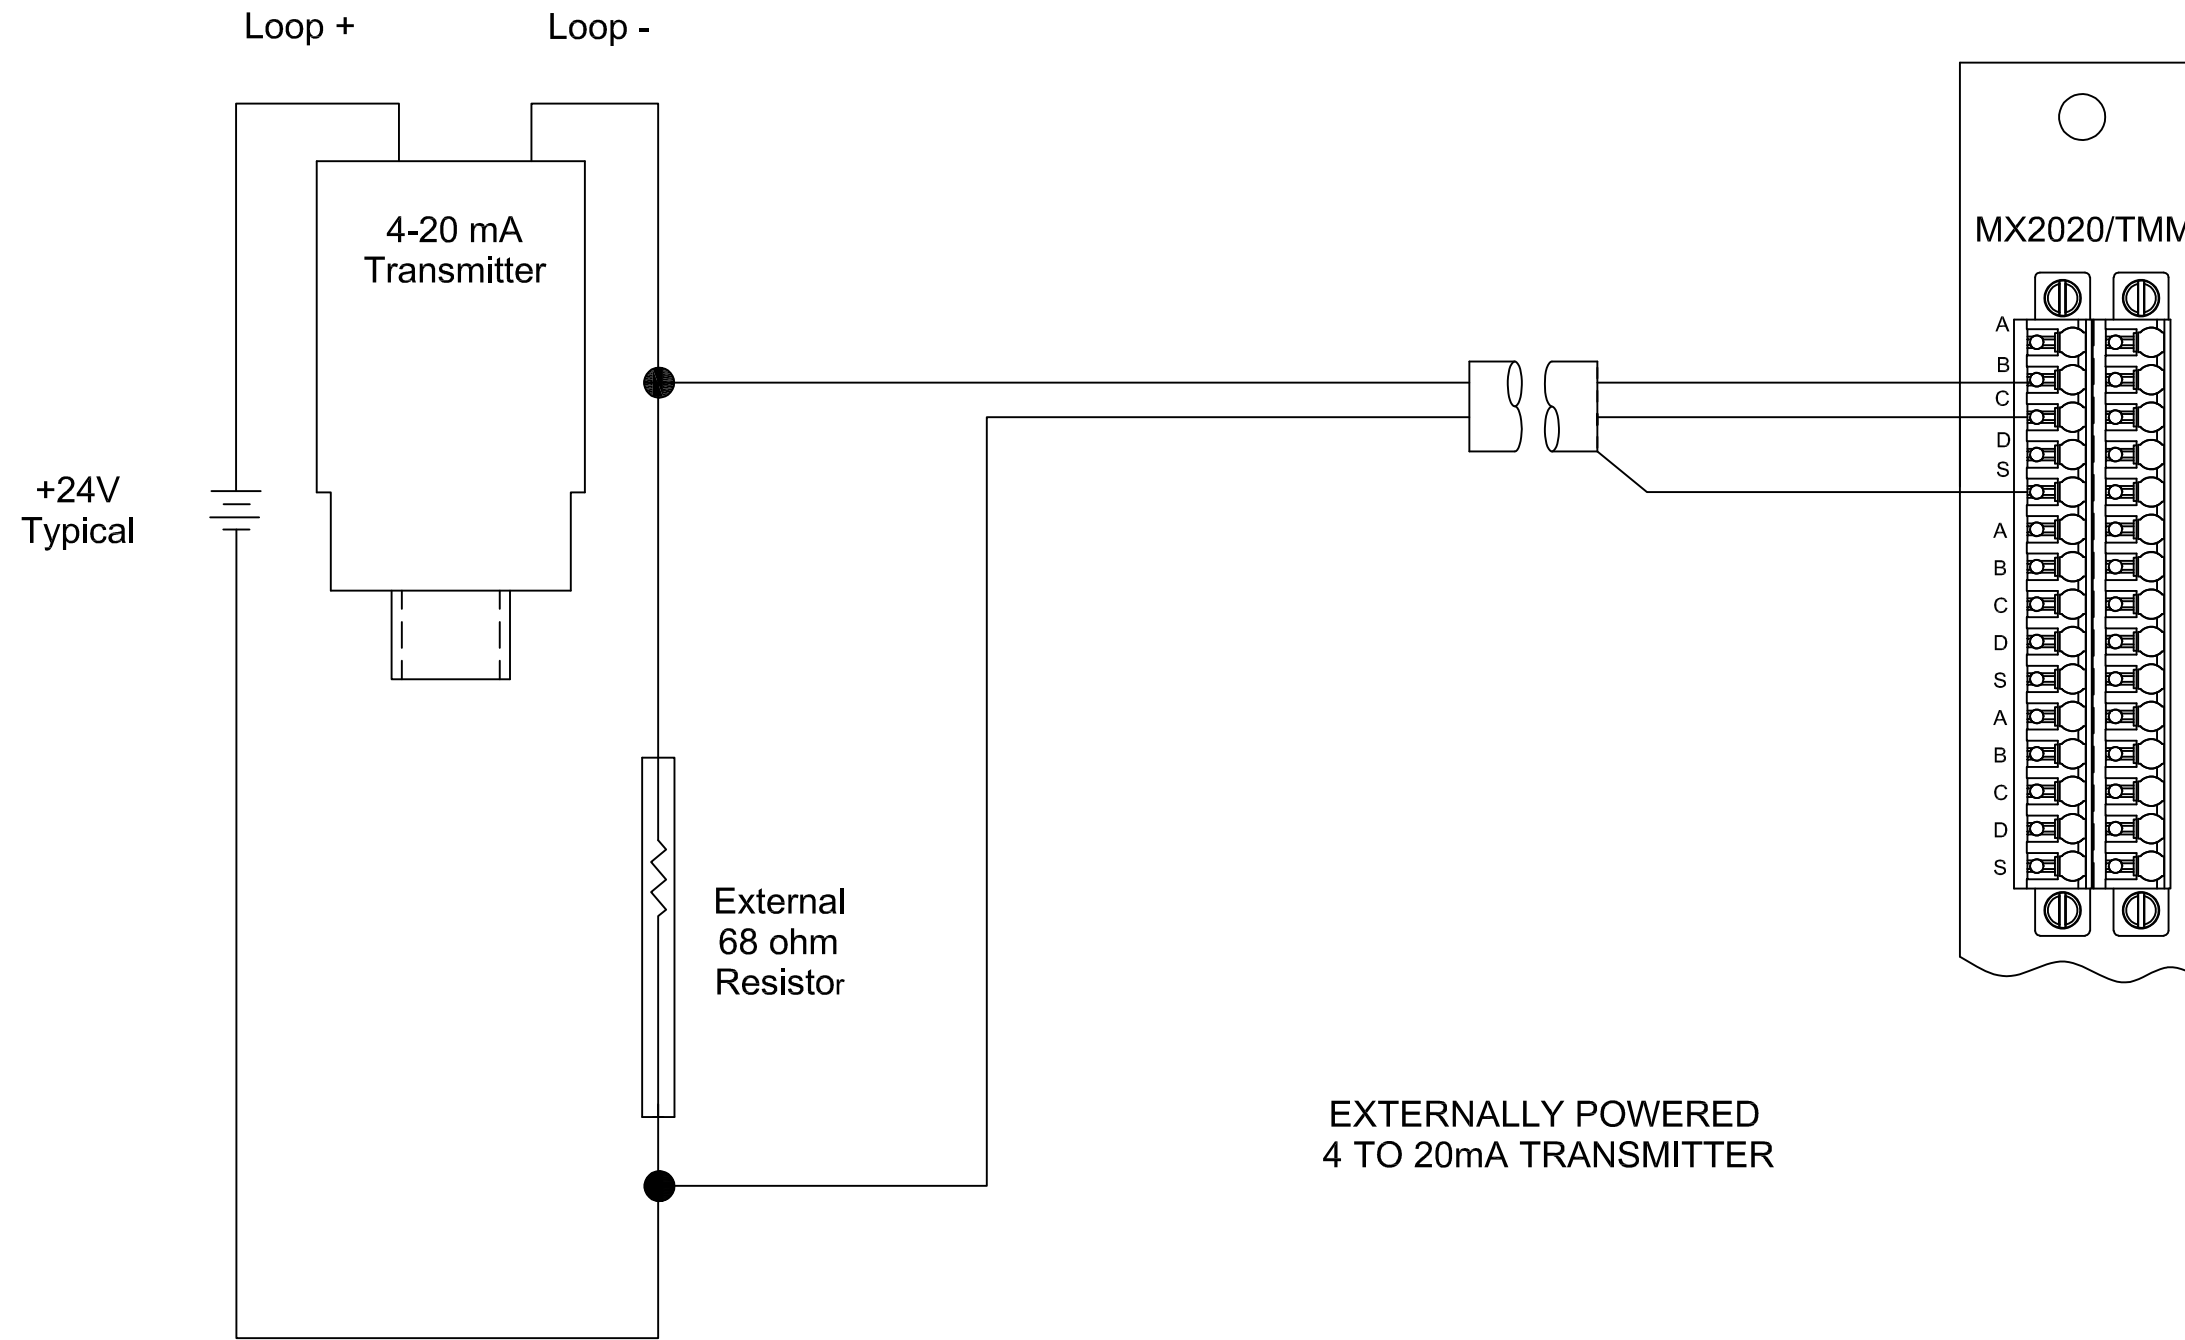 Loop +
Loop -
4-20 mA
Transmitter
+24V
Typical
External
68 ohm
Resistor
EXTERNALLY POWERED
4 TO 20mA TRANSMITTER
MX2020/TMM
A
B
C
D
S
A
B
C
D
S
A
B
C
D
S